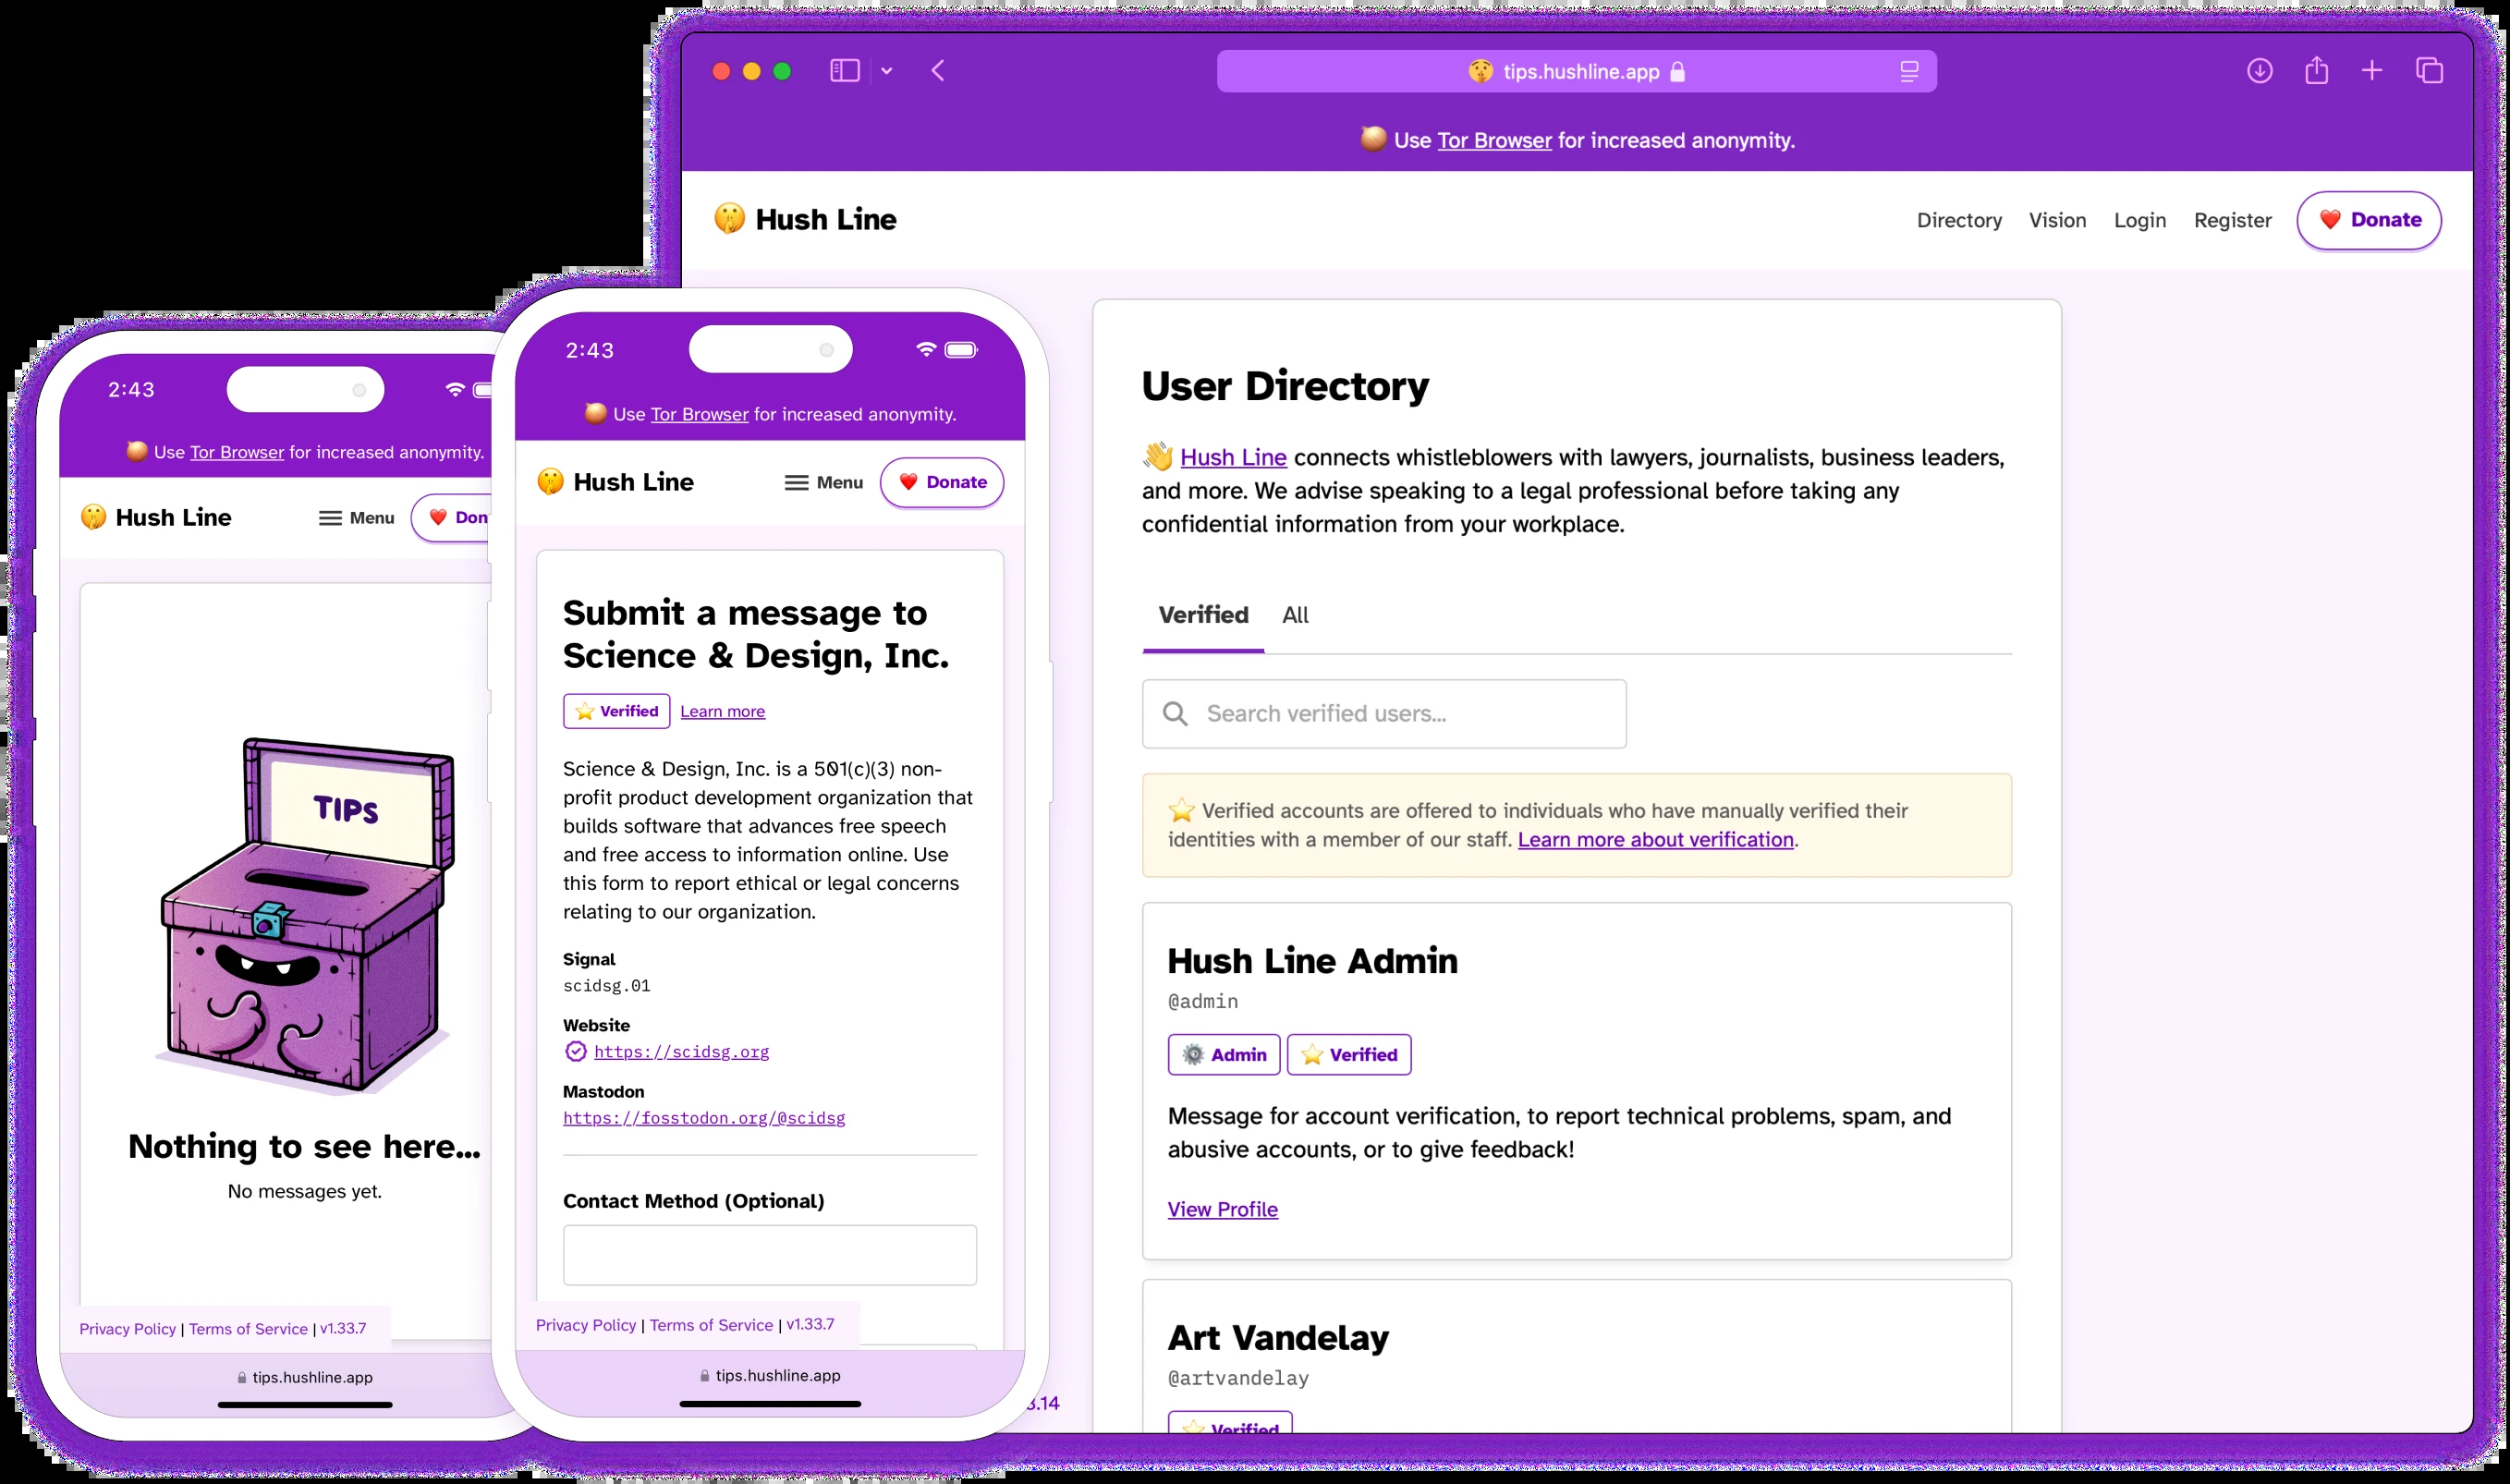 2:43
Use Tor Browser for increased anonymity.
Hush Line
Menu
Don
TIPS
Nothing to see here...
No messages yet.
Privacy Policy | Terms of Service | v1.33.7
tips.hushline.app
2:43
Use Tor Browser for increased anonymity.
Hush Line
Menu
Donate
Submit a message to
Science & Design, Inc.
Verified Learn more
Science & Design, Inc. is a 501(c)(3) non-
profit product development organization that
builds software that advances free speech
and free access to information online. Use
this form to report ethical or legal concerns
relating to our organization.
Signal
scidsg.01
Website
https://scidsg.org
Mastodon
https://fosstodon.org/@scidsg
Contact Method (Optional)
Privacy Policy | Terms of Service | v1.33.7
tips.hushline.app
tips.hushline.app
Use Tor Browser for increased anonymity.
Hush Line
Directory Vision Login Register Donate
User Directory
Hush Line connects whistleblowers with lawyers, journalists, business leaders,
and more. We advise speaking to a legal professional before taking any
confidential information from your workplace.
Verified All
Search verified users...
Verified accounts are offered to individuals who have manually verified their
identities with a member of our staff. Learn more about verification.
Hush Line Admin
@admin
Admin Verified
Message for account verification, to report technical problems, spam, and
abusive accounts, or to give feedback!
View Profile
Art Vandelay
@artvandelay
Verified
.14